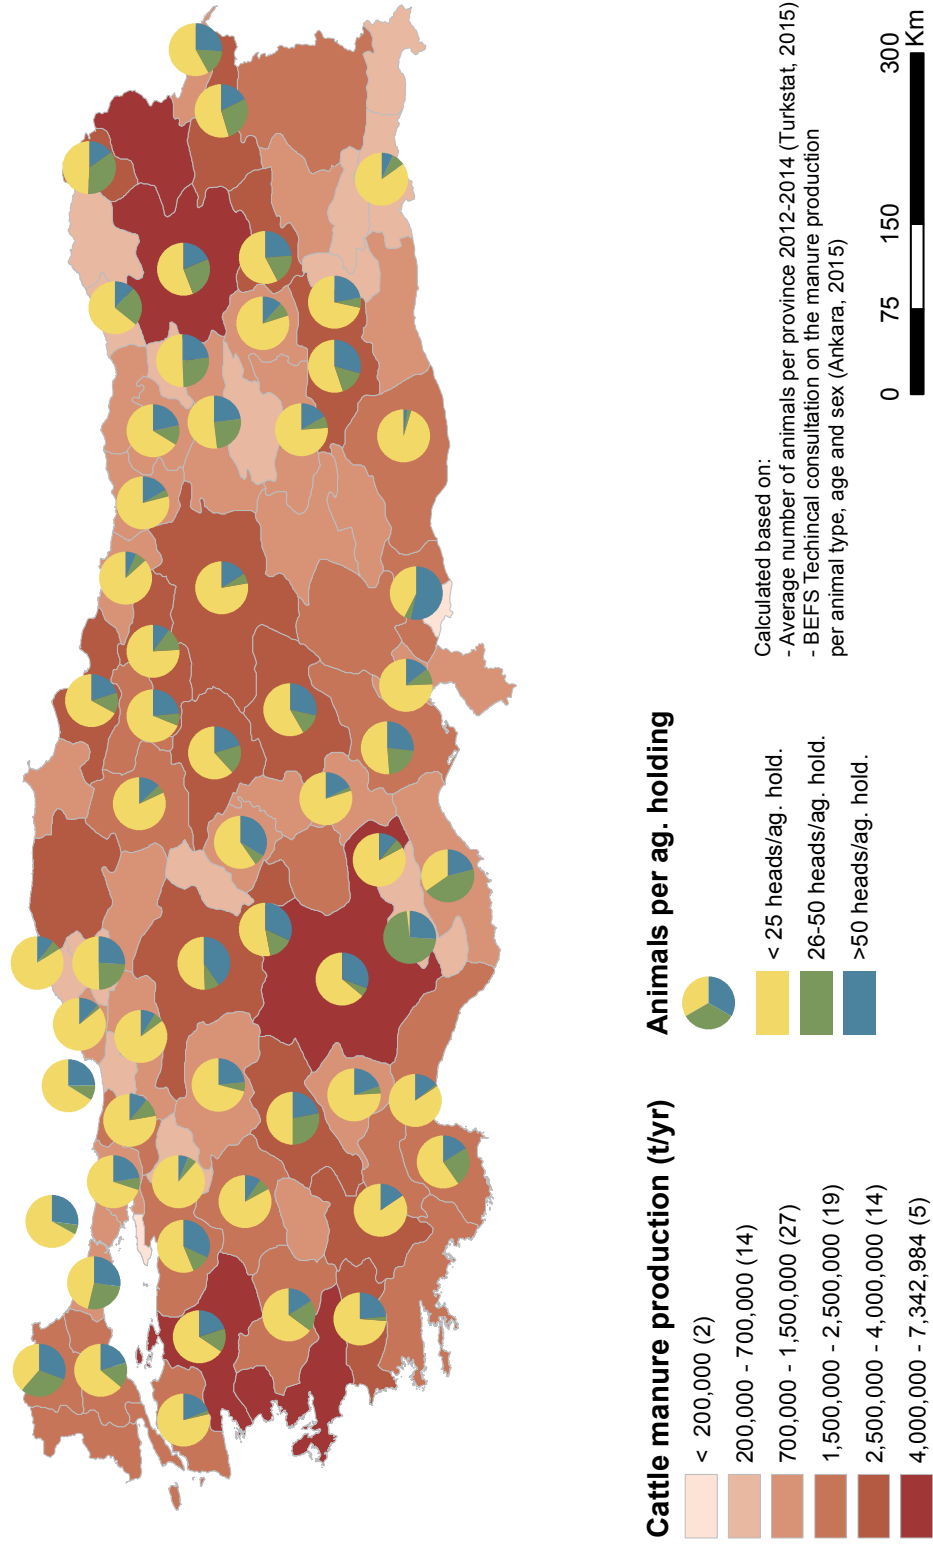 Cattle manure production (t/yr)
< 200,000 (2)
200,000 - 700,000 (14)
700,000 - 1,500,000 (27)
1,500,000 - 2,500,000 (19)
2,500,000 - 4,000,000 (14)
4,000,000 - 7,342,984 (5)
Animals per ag. holding
< 25 heads/ag. hold.
26-50 heads/ag. hold.
>50 heads/ag. hold.
Calculated based on:
- Average number of animals per province 2012-2014 (Turkstat, 2015)
- BEFS Techincal consultation on the manure production
per animal type, age and sex (Ankara, 2015)
0 75 150 300
Km